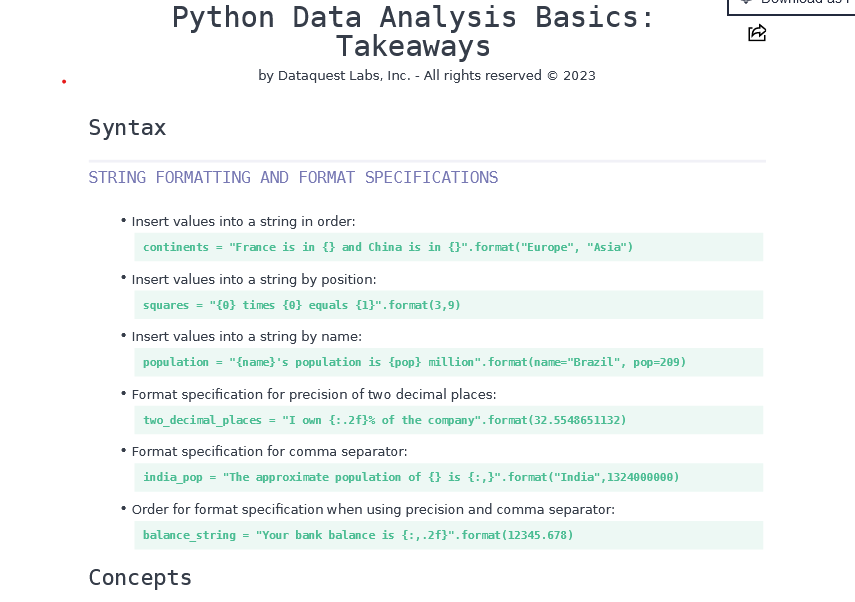 Download as
Python Data Analysis Basics:
Takeaways
by Dataquest Labs, Inc. - All rights reserved © 2023
Syntax
STRING FORMATTING AND FORMAT SPECIFICATIONS
• Insert values into a string in order:
continents = "France is in {} and China is in {}".format("Europe", "Asia")
• Insert values into a string by position:
squares = "{0} times {0} equals {1}".format(3,9)
• Insert values into a string by name:
population = "{name}'s population is {pop} million".format(name="Brazil", pop=209)
• Format specification for precision of two decimal places:
two_decimal_places = "I own {:.2f}% of the company".format(32.5548651132)
• Format specification for comma separator:
india_pop = "The approximate population of {} is {:,}".format("India",1324000000)
• Order for format specification when using precision and comma separator:
balance_string = "Your bank balance is {:,.2f}".format(12345.678)
Concepts